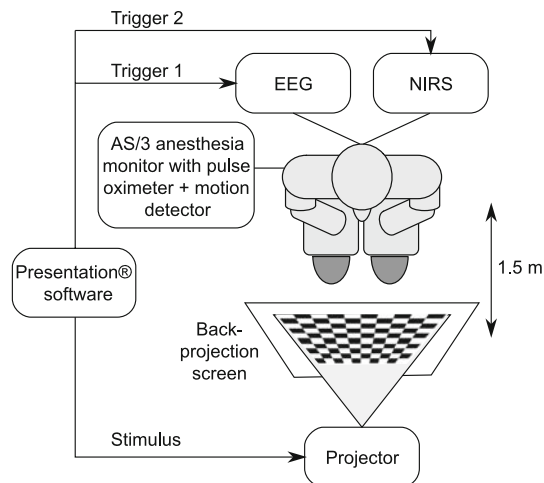 Trigger 2
Trigger 1
EEG
NIRS
AS/3 anesthesia
monitor with pulse
oximeter + motion
detector
Presentation®
software
1.5 m
Back-
projection
screen
Stimulus
Projector